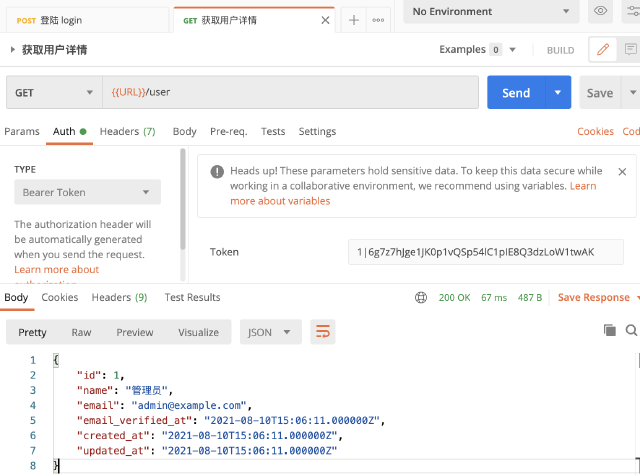 POST 登陆 login
GET 获取用户详情
No Environment
获取用户详情
Examples 0
BUILD
GET
{{URL}}/user
Send
Save
Params Auth Headers (7) Body Pre-req. Tests Settings Cookies Cod
TYPE
Bearer Token
The authorization header will
be automatically generated
when you send the request.
Learn more about
Heads up! These parameters hold sensitive data. To keep this data secure while
working in a collaborative environment, we recommend using variables. Learn
more about variables
Token
Body Cookies Headers (9) Test Results 200 OK 67 ms 487 B Save Response
Pretty Raw Preview Visualize JSON
1 {
2 "id": 1,
3 "name": "管理员",
4 "email": "admin@example.com",
5 "email_verified_at": "2021-08-10T15:06:11.000000Z",
6 "created_at": "2021-08-10T15:06:11.000000Z",
7 "updated_at": "2021-08-10T15:06:11.000000Z"
8 }